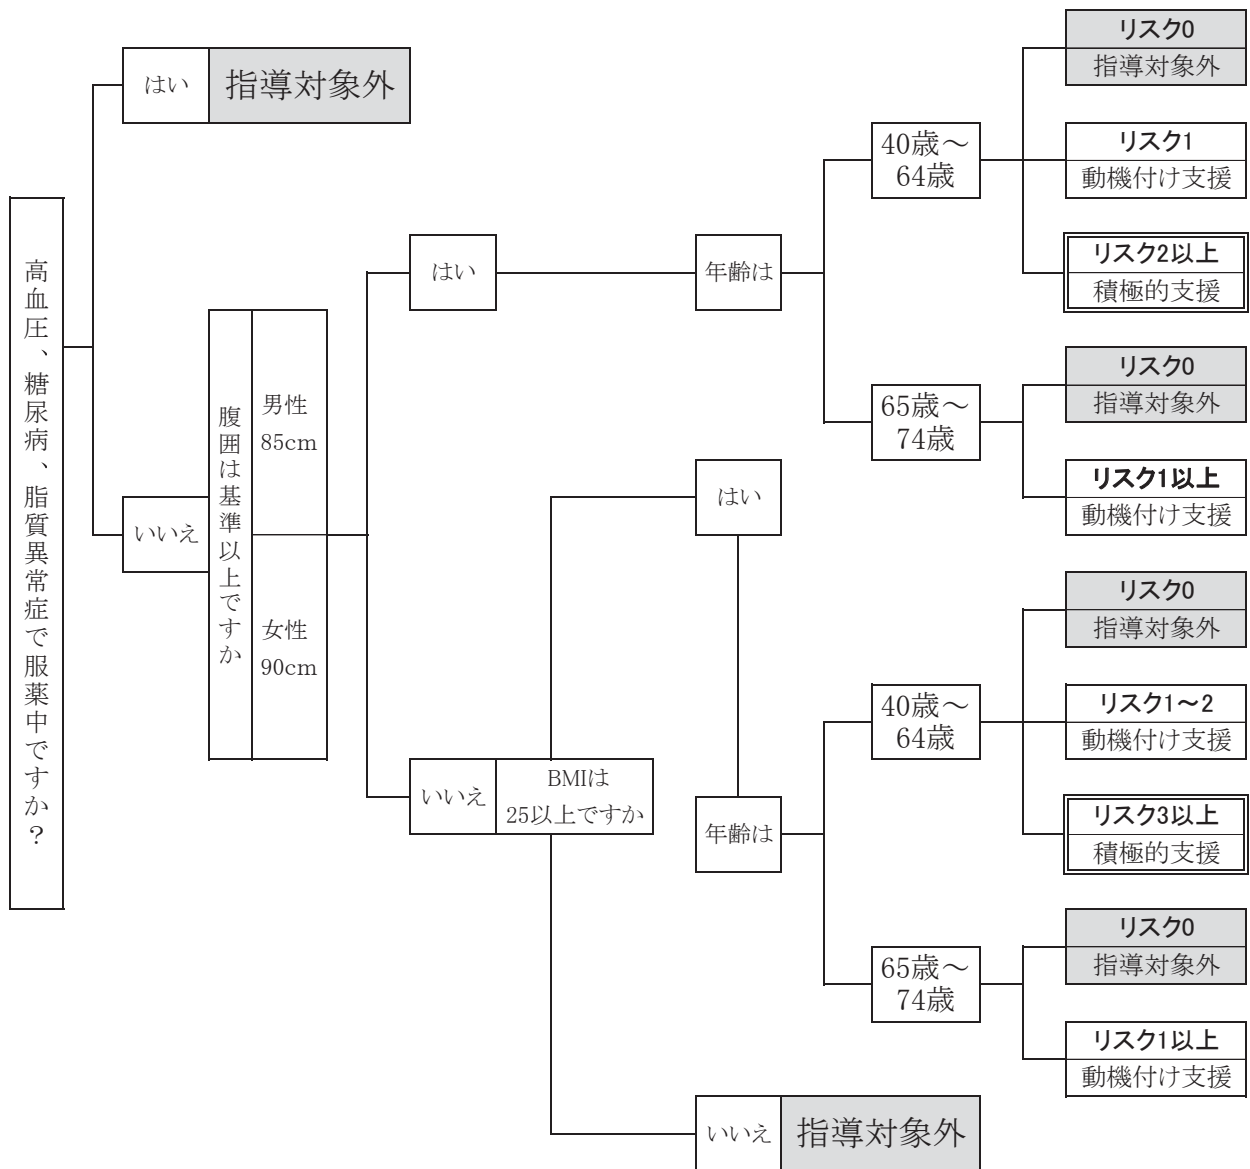 高血圧、糖尿病、脂質異常症で服薬中ですか？
はい
指導対象外
いいえ
腹囲は基準以上ですか
男性
85cm
女性
90cm
はい
年齢は
40歳～
64歳
リスク0
指導対象外
リスク1
動機付け支援
リスク2以上
積極的支援
65歳～
74歳
リスク0
指導対象外
リスク1以上
動機付け支援
いいえ
BMIは
25以上ですか
はい
年齢は
40歳～
64歳
リスク0
指導対象外
リスク1～2
動機付け支援
リスク3以上
積極的支援
65歳～
74歳
リスク0
指導対象外
リスク1以上
動機付け支援
いいえ
指導対象外